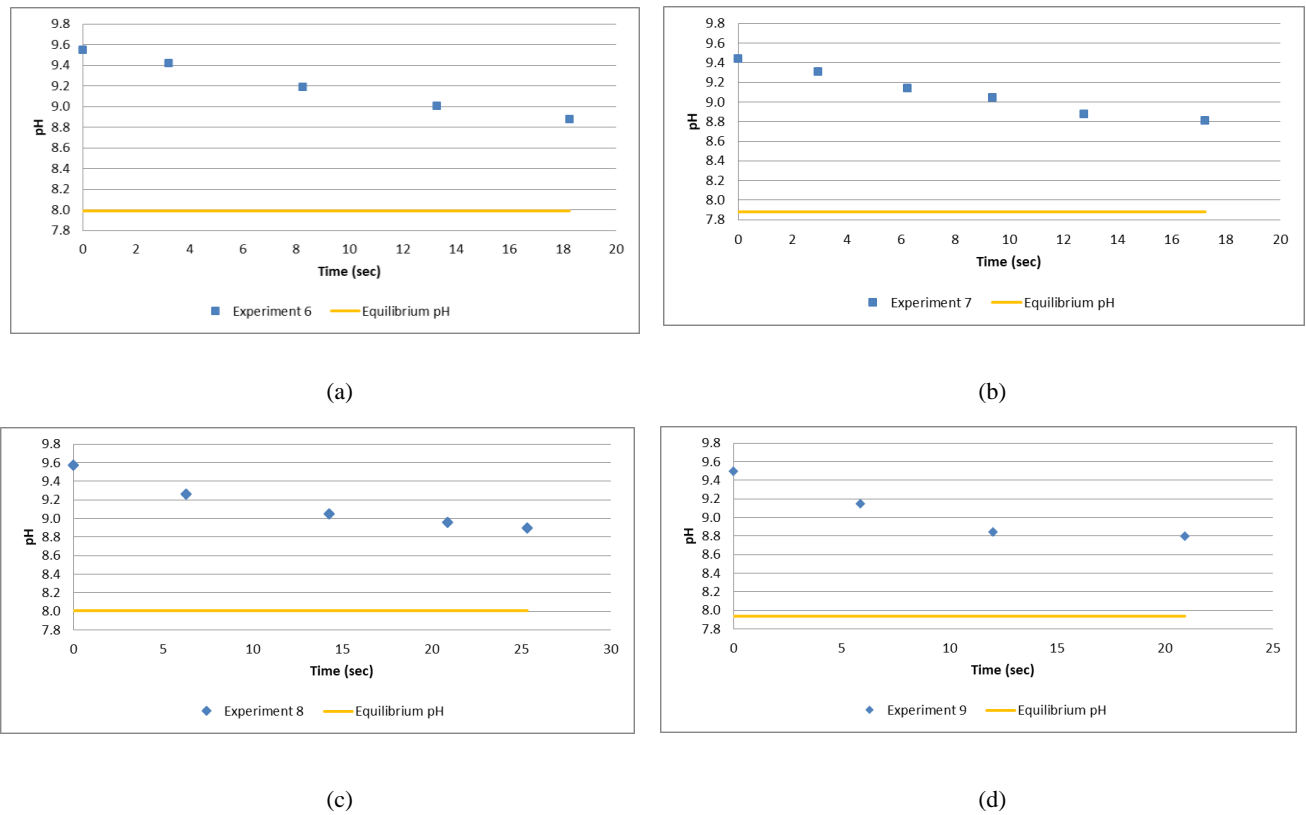 9.8
9.6
9.4
9.2
9.0
8.8
8.6
8.4
8.2
8.0
7.8
pH
0 2 4 6 8 10 12 14 16 18 20
Time (sec)
Experiment 6 Equilibrium pH
(a)
9.8
9.6
9.4
9.2
9.0
8.8
8.6
8.4
8.2
8.0
7.8
pH
0 2 4 6 8 10 12 14 16 18 20
Time (sec)
Experiment 7 Equilibrium pH
(b)
9.8
9.6
9.4
9.2
9.0
8.8
8.6
8.4
8.2
8.0
7.8
pH
0 5 10 15 20 25 30
Time (sec)
Experiment 8 Equilibrium pH
(c)
9.8
9.6
9.4
9.2
9.0
8.8
8.6
8.4
8.2
8.0
7.8
pH
0 5 10 15 20 25
Time (sec)
Experiment 9 Equilibrium pH
(d)